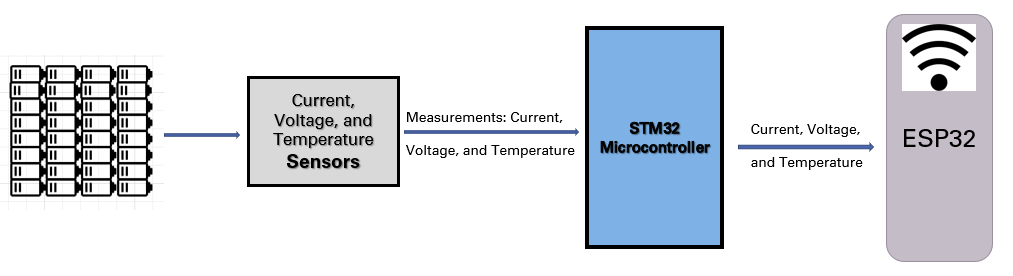 Current,
Voltage, and
Temperature
Sensors
Measurements: Current,
Voltage, and Temperature
STM32
Microcontroller
Current, Voltage,
and Temperature
ESP32